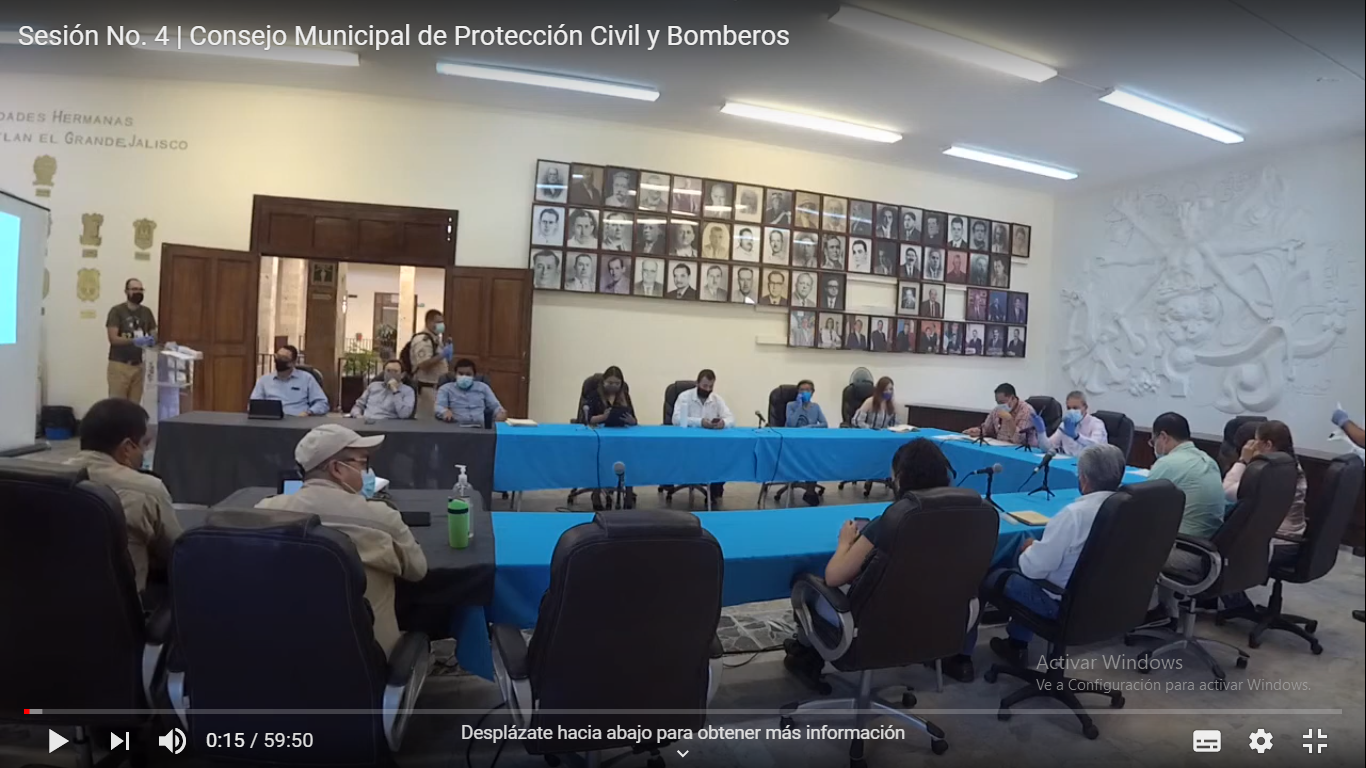 Sesión No. 4 | Consejo Municipal de Protección Civil y Bomberos
DADES HERMANAS
TLAN EL GRANDE JALISCO
Activar Windows
Ve a Configuración para activar Windows.
0:15 / 59:50
Desplázate hacia abajo para obtener más información